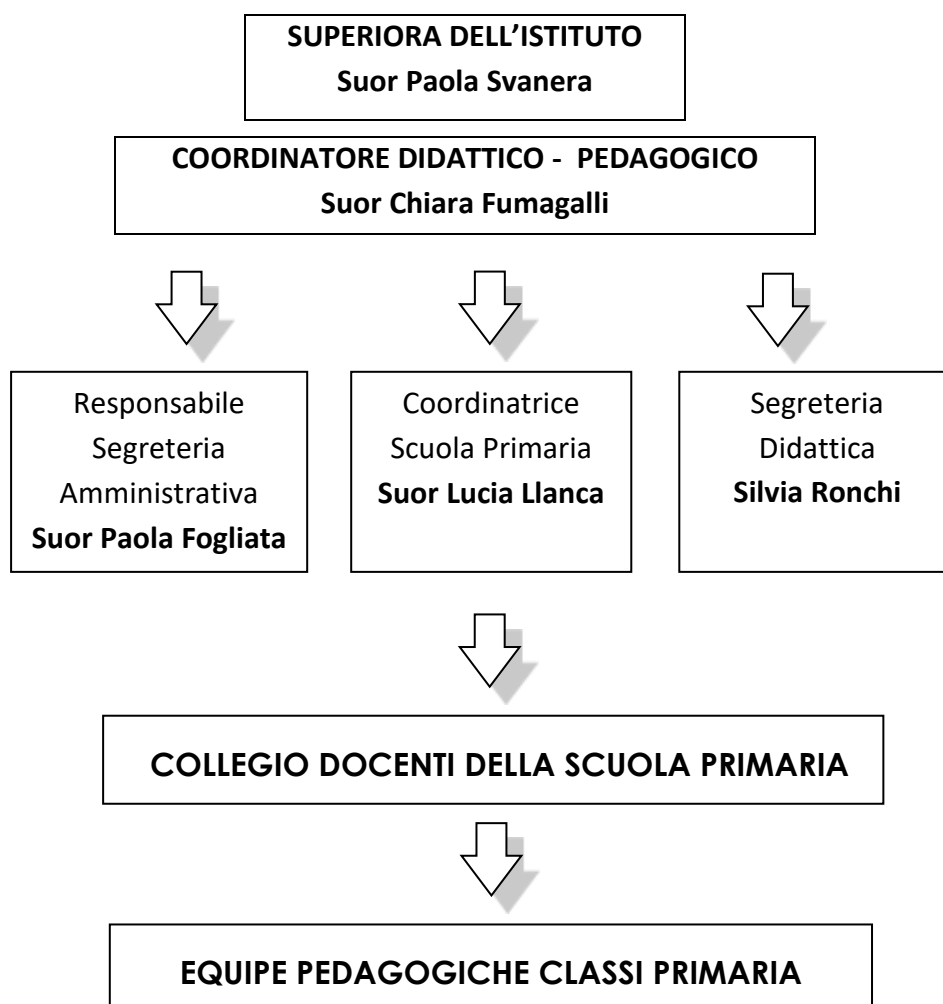 SUPERIORA DELL’ISTITUTO
Suor Paola Svanera
COORDINATORE DIDATTICO - PEDAGOGICO
Suor Chiara Fumagalli
Responsabile
Segreteria
Amministrativa
Suor Paola Fogliata
Coordinatrice
Scuola Primaria
Suor Lucia Llanca
Segreteria
Didattica
Silvia Ronchi
COLLEGIO DOCENTI DELLA SCUOLA PRIMARIA
EQUIPE PEDAGOGICHE CLASSI PRIMARIA